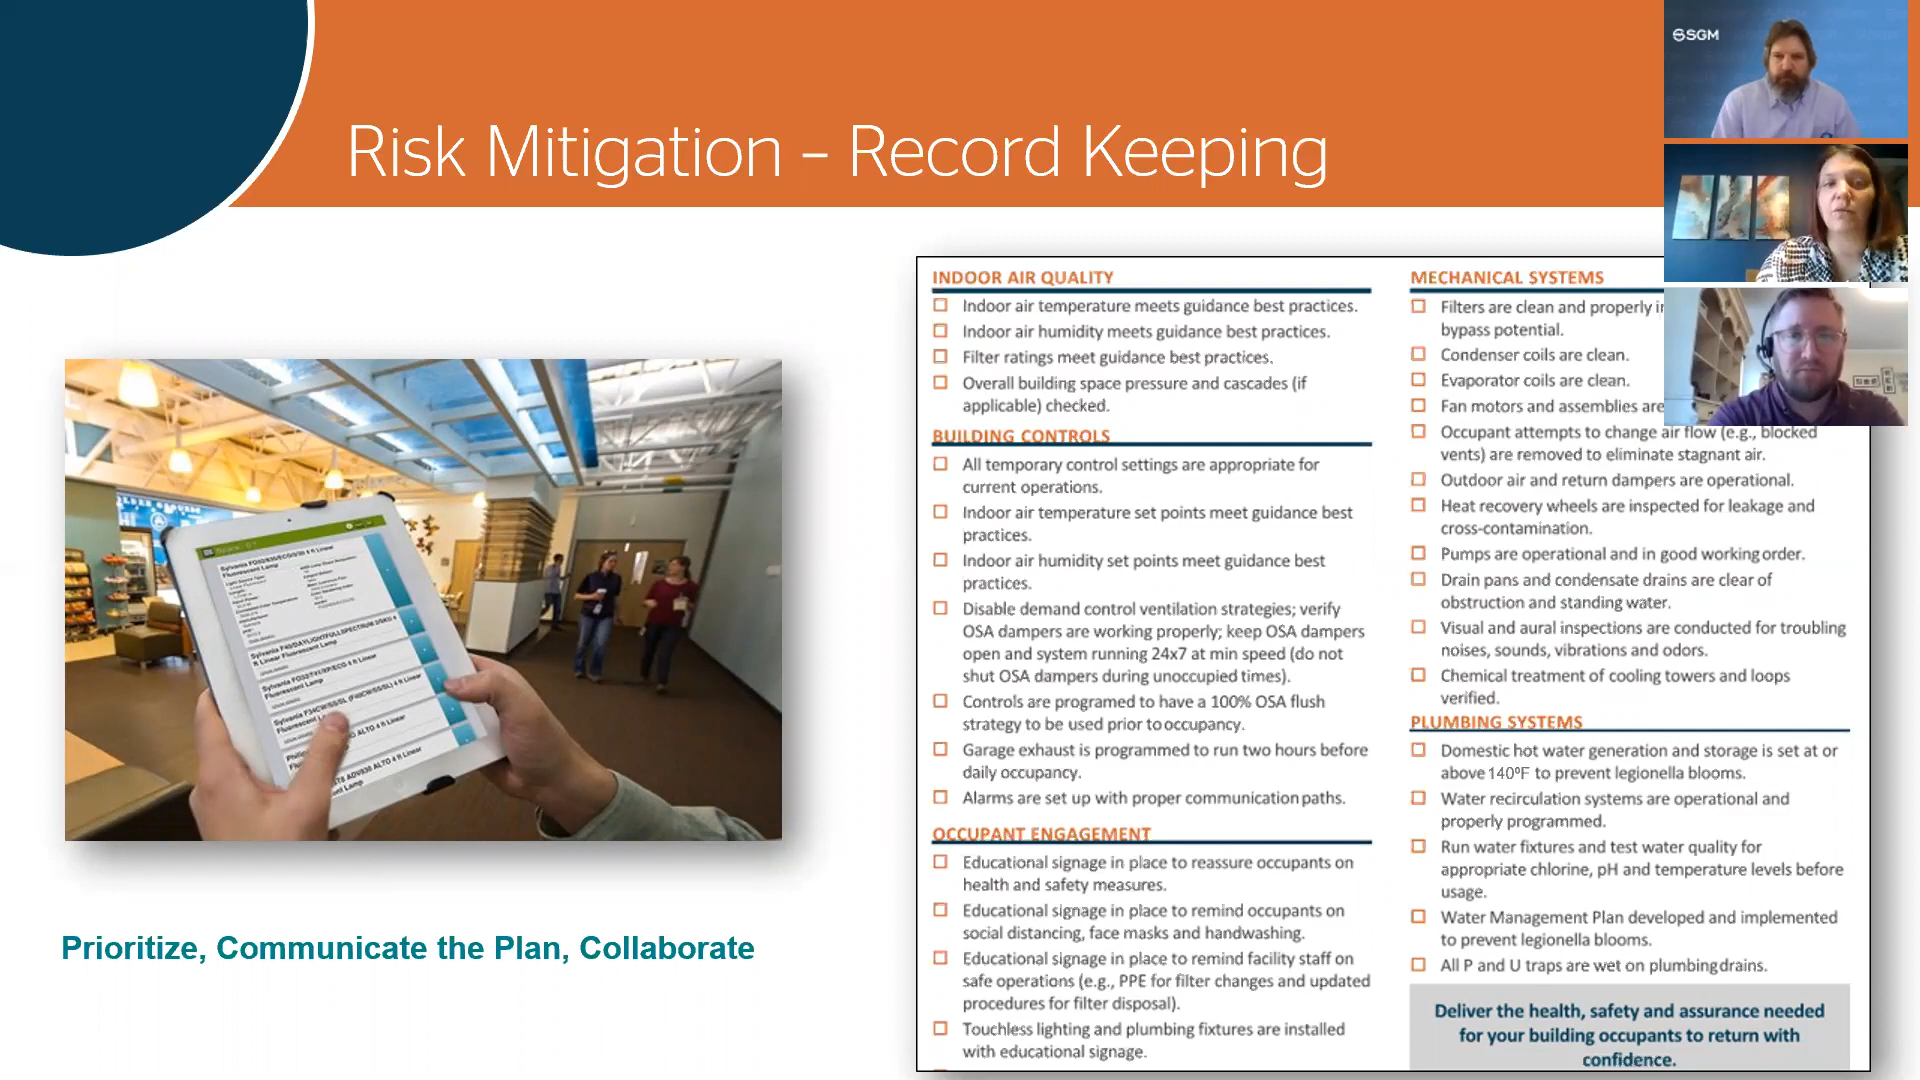 SGM
Risk Mitigation – Record Keeping
INDOOR AIR QUALITY
Indoor air temperature meets guidance best practices.
Indoor air humidity meets guidance best practices.
Filter ratings meet guidance best practices.
Overall building space pressure and cascades (if
applicable) checked.
BUILDING CONTROLS
All temporary control settings are appropriate for
current operations.
Indoor air temperature set points meet guidance best
practices.
Indoor air humidity set points meet guidance best
practices.
Disable demand control ventilation strategies; verify
OSA dampers are working properly; keep OSA dampers
open and system running 24x7 at min speed (do not
shut OSA dampers during unoccupied times).
Controls are programed to have a 100% OSA flush
strategy to be used prior to occupancy.
Garage exhaust is programmed to run two hours before
daily occupancy.
Alarms are set up with proper communication paths.
OCCUPANT ENGAGEMENT
Educational signage in place to reassure occupants on
health and safety measures.
Educational signage in place to remind occupants on
social distancing, face masks and handwashing.
Educational signage in place to remind facility staff on
safe operations (e.g., PPE for filter changes and updated
procedures for filter disposal).
Touchless lighting and plumbing fixtures are installed
with educational signage.
MECHANICAL SYSTEMS
Filters are clean and properly
bypass potential.
Condenser coils are clean.
Evaporator coils are clean.
Fan motors and assemblies are
Occupant attempts to change air flow (e.g., blocked
vents) are removed to eliminate stagnant air.
Outdoor air and return dampers are operational.
Heat recovery wheels are inspected for leakage and
cross-contamination.
Pumps are operational and in good working order.
Drain pans and condensate drains are clear of
obstruction and standing water.
Visual and aural inspections are conducted for troubling
noises, sounds, vibrations and odors.
Chemical treatment of cooling towers and loops
verified.
PLUMBING SYSTEMS
Domestic hot water generation and storage is set at or
above 140°F to prevent legionella blooms.
Water recirculation systems are operational and
properly programmed.
Run water fixtures and test water quality for
appropriate chlorine, pH and temperature levels before
usage.
Water Management Plan developed and implemented
to prevent legionella blooms.
All P and U traps are wet on plumbing drains.
Deliver the health, safety and assurance needed
for your building occupants to return with
confidence.
Fluorescent Lamp
Fluorescent Lamp
Prioritize, Communicate the Plan, Collaborate